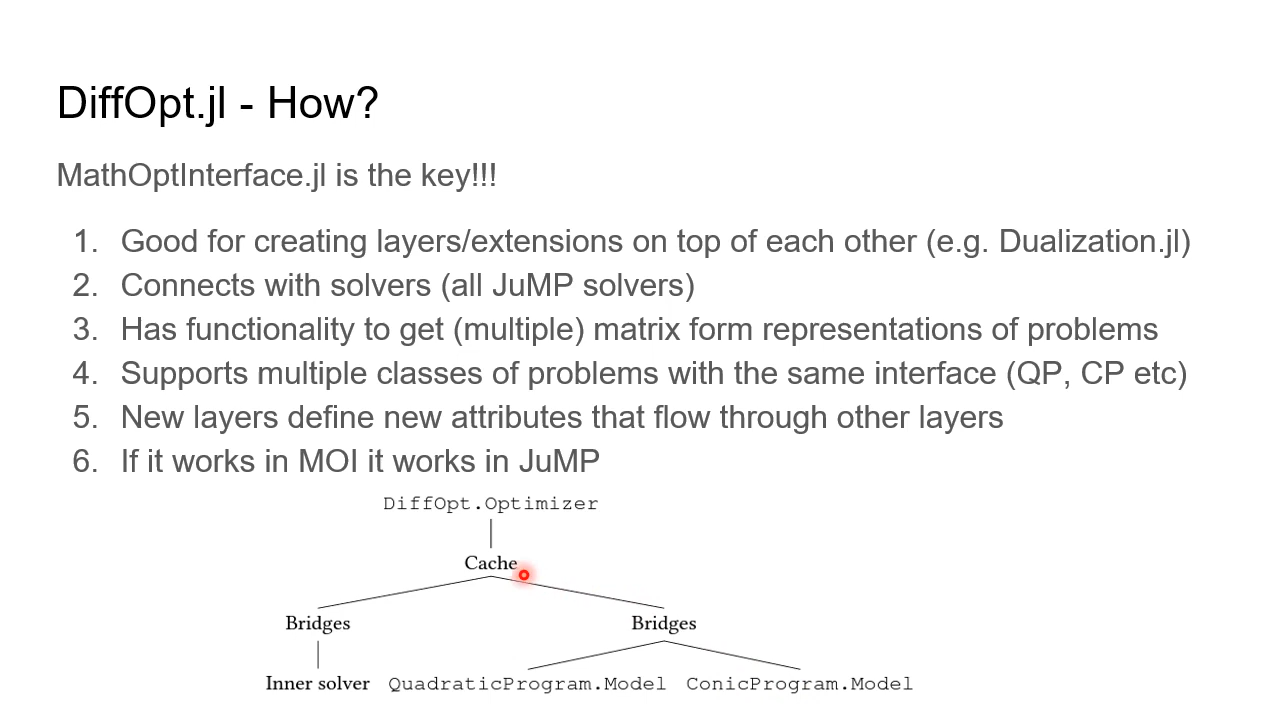 DiffOpt.jl - How?
MathOptInterface.jl is the key!!!
1. Good for creating layers/extensions on top of each other (e.g. Dualization.jl)
2. Connects with solvers (all JuMP solvers)
3. Has functionality to get (multiple) matrix form representations of problems
4. Supports multiple classes of problems with the same interface (QP, CP etc)
5. New layers define new attributes that flow through other layers
6. If it works in MOI it works in JuMP
DiffOpt.Optimizer
Cache
Bridges Bridges
Inner solver QuadraticProgram.Model ConicProgram.Model